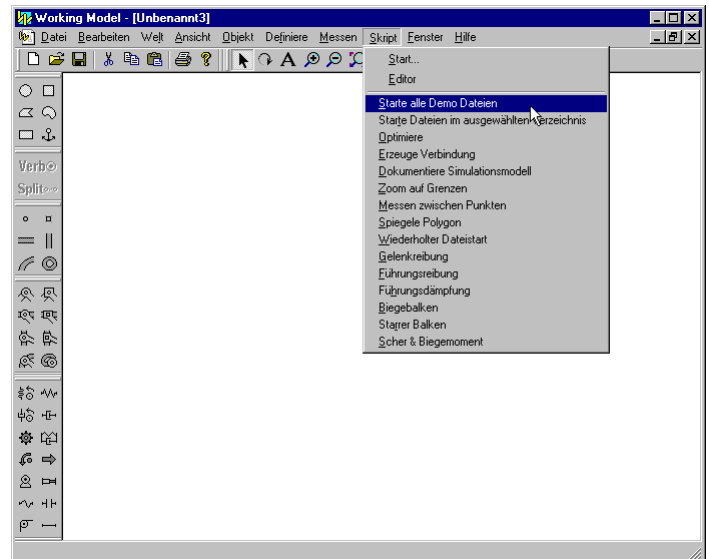 Working Model - [Unbenannt3]
Datei Bearbeiten Welt Ansicht Objekt Definiere Messen Skript Fenster Hilfe
A
Start...
Editor
Starte alle Demo Dateien
Starte Dateien im ausgewählten Verzeichnis
Optimiere
Erzeuge Verbindung
Dokumentiere Simulationsmodell
Zoom auf Grenzen
Messen zwischen Punkten
Spiegele Polygon
Wiederholter Dateistart
Gelenkreibung
Führungsreibung
Führungsdämpfung
Biegebalken
Starrer Balken
Scher & Biegemoment
Verb
Split